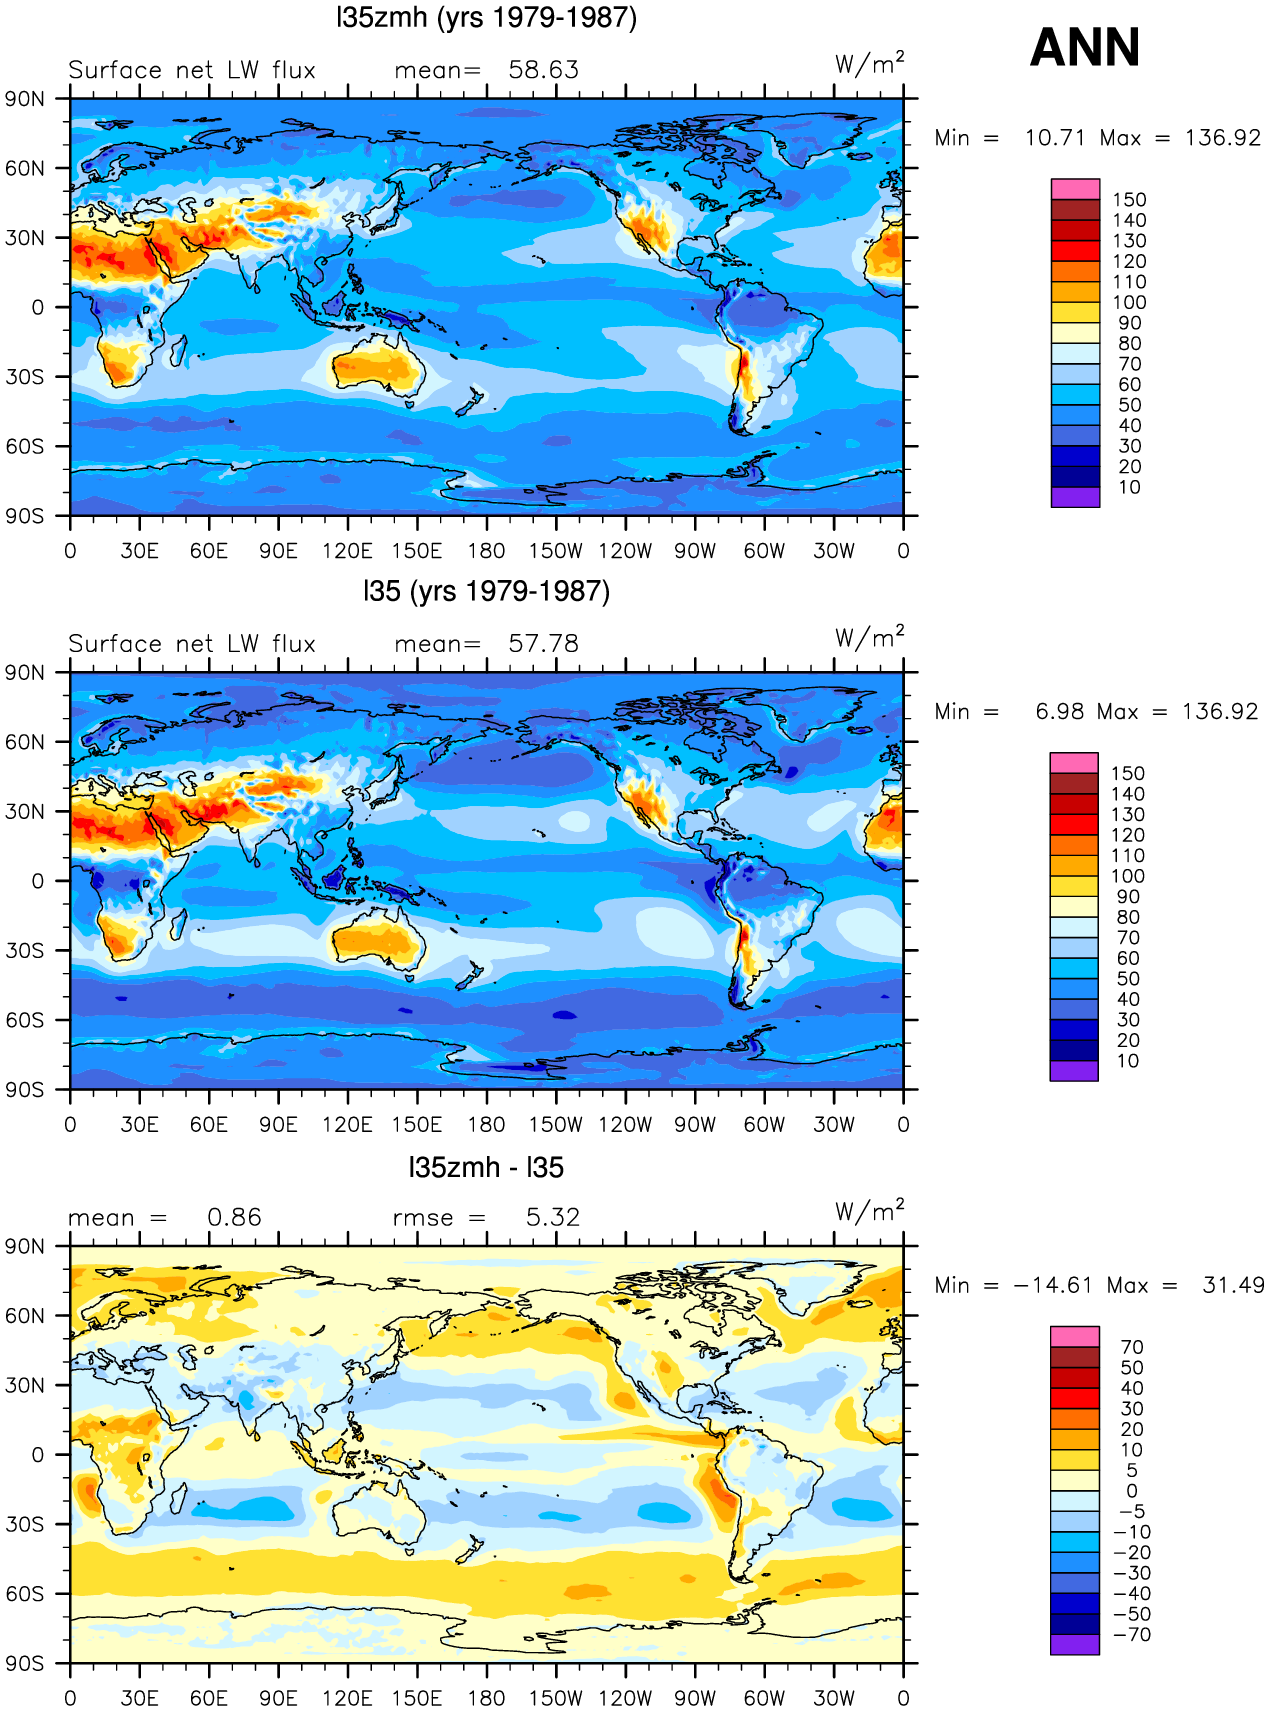 l35zmh (yrs 1979-1987)
ANN
Surface net LW flux mean= 58.63 W/m²
Min = 10.71 Max = 136.92
90N
60N
30N
0
30S
60S
90S
0 30E 60E 90E 120E 150E 180 150W 120W 90W 60W 30W 0
150
140
130
120
110
100
90
80
70
60
50
40
30
20
10
l35 (yrs 1979-1987)
Surface net LW flux mean= 57.78 W/m²
Min = 6.98 Max = 136.92
90N
60N
30N
0
30S
60S
90S
0 30E 60E 90E 120E 150E 180 150W 120W 90W 60W 30W 0
150
140
130
120
110
100
90
80
70
60
50
40
30
20
10
l35zmh - l35
mean = 0.86 rmse = 5.32 W/m²
Min = −14.61 Max = 31.49
90N
60N
30N
0
30S
60S
90S
0 30E 60E 90E 120E 150E 180 150W 120W 90W 60W 30W 0
70
50
40
30
20
10
5
0
−5
−10
−20
−30
−40
−50
−70